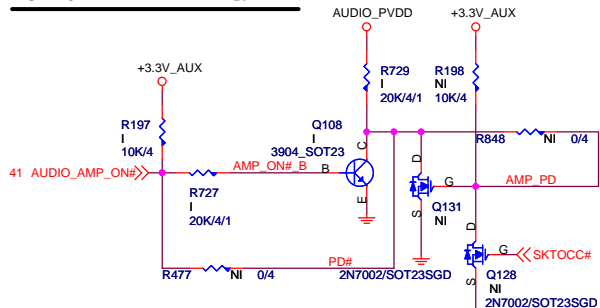 AUDIO_PVDD
+3.3V_AUX
+3.3V_AUX
R729
I
20K/4/1
R198
NI
10K/4
R197
I
10K/4
Q108
I
3904_SOT23
C
B
E
R848
NI
0/4
41 AUDIO_AMP_ON#
AMP_ON#_B
R727
I
20K/4/1
D
G
S
AMP_PD
Q131
NI
PD#
R477
NI
0/4
2N7002/SOT23SGD
D
G
S
SKTOCC#
Q128
NI
2N7002/SOT23SGD